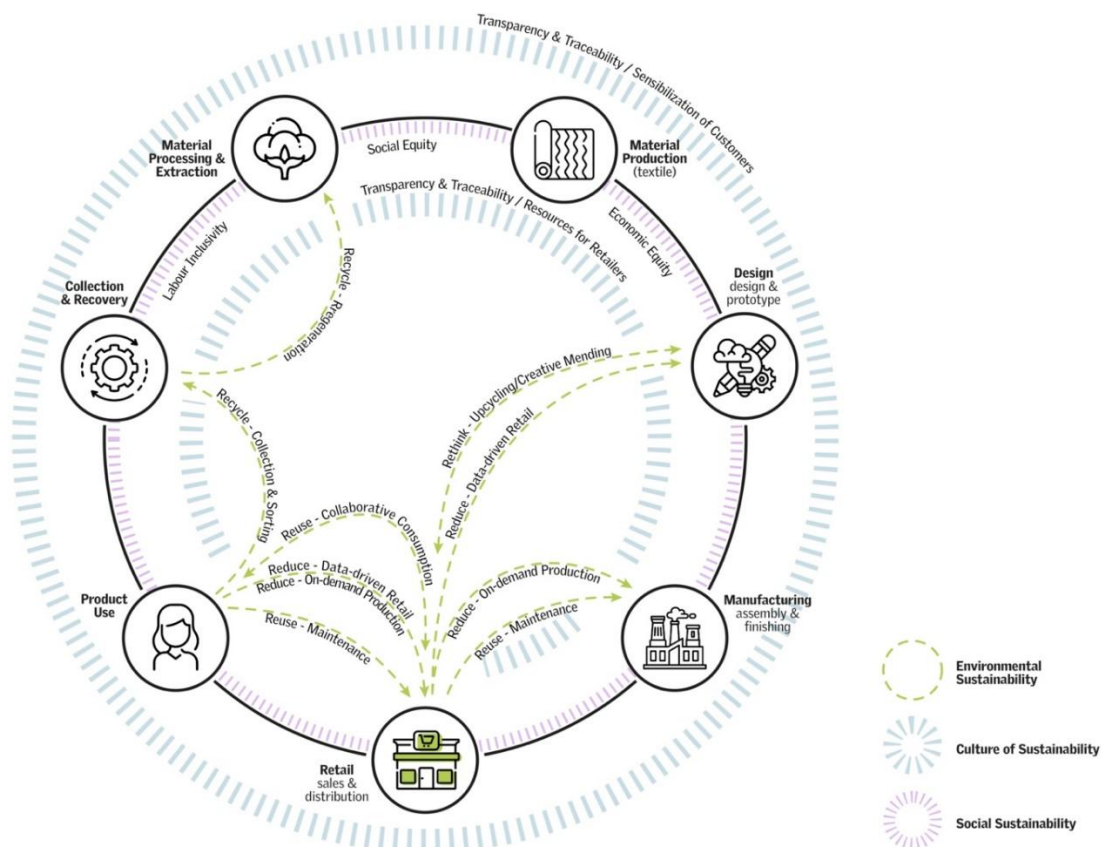 Transparency & Traceability / Sensibilization of Customers
Material
Processing &
Extraction
Social Equity
Material
Production
(textile)
Transparency & Traceability / Resources for Retailers
Labour Inclusivity
Economic Equity
Recycle - Rregeneration
Collection
& Recovery
Design
design &
prototype
Rethink - Upcycling/Creative Mending
Reduce - Data-driven Retail
Recycle - Collection & Sorting
Reuse - Collaborative Consumption
Reduce - Data-driven Retail
Reduce - On-demand Production
Reuse - Maintenance
Reduce - On-demand Production
Reuse - Maintenance
Product
Use
Manufacturing
assembly &
finishing
Retail
sales &
distribution
Environmental
Sustainability
Culture of Sustainability
Social Sustainability